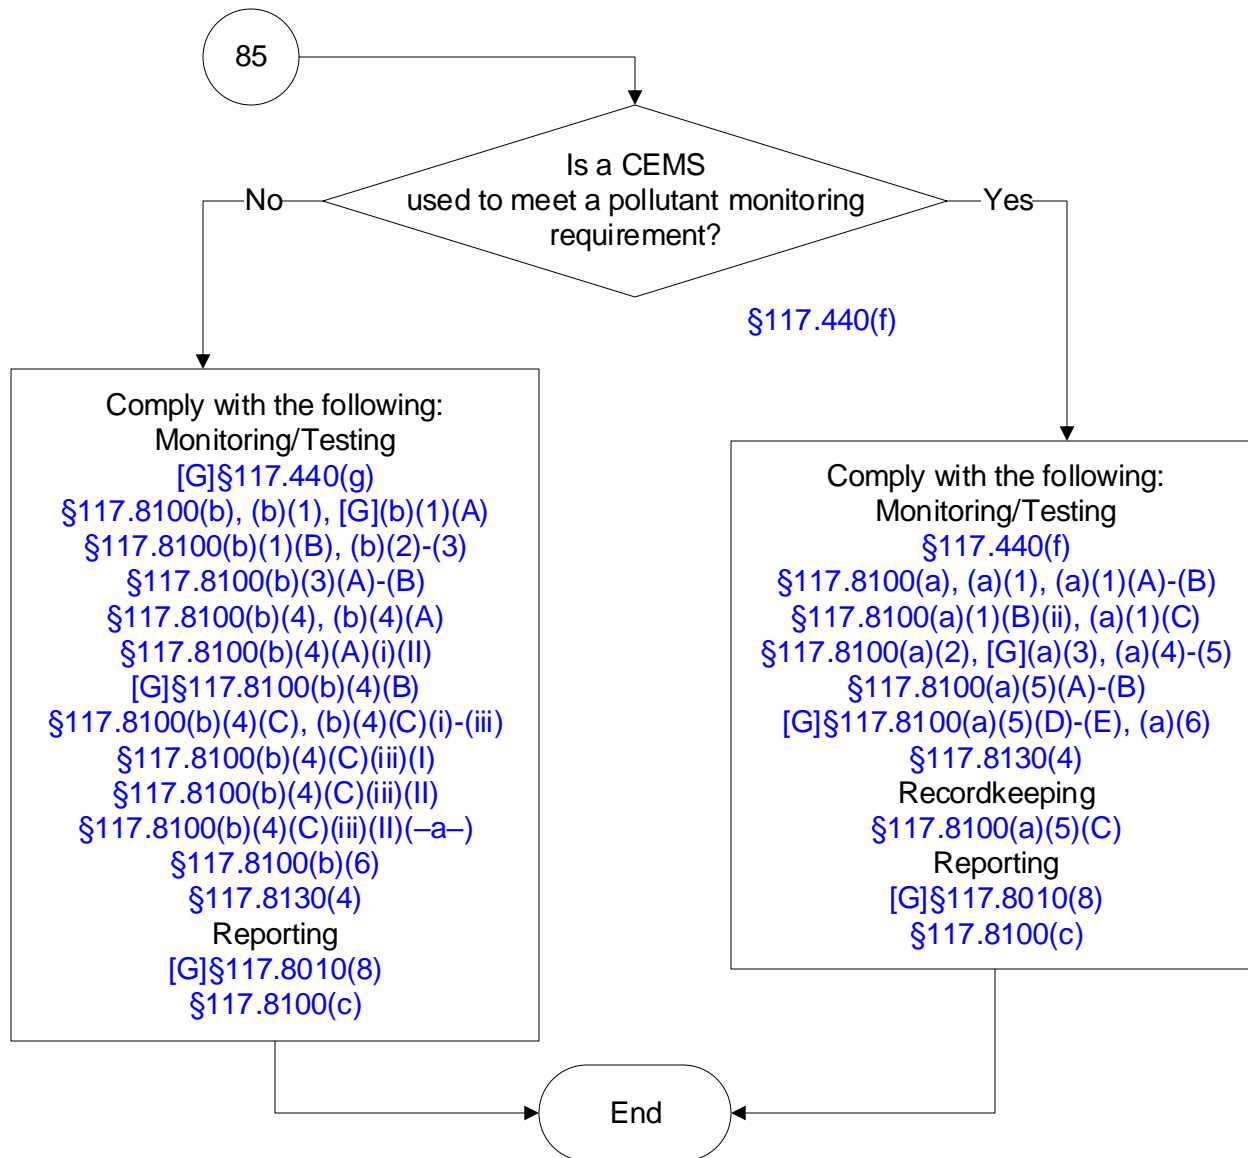 85
Is a CEMS
used to meet a pollutant monitoring
requirement?
No
Yes
§117.440(f)
Comply with the following:
Monitoring/Testing
[G]§117.440(g)
§117.8100(b), (b)(1), [G](b)(1)(A)
§117.8100(b)(1)(B), (b)(2)-(3)
§117.8100(b)(3)(A)-(B)
§117.8100(b)(4), (b)(4)(A)
§117.8100(b)(4)(A)(i)(II)
[G]§117.8100(b)(4)(B)
§117.8100(b)(4)(C), (b)(4)(C)(i)-(iii)
§117.8100(b)(4)(C)(iii)(I)
§117.8100(b)(4)(C)(iii)(II)
§117.8100(b)(4)(C)(iii)(II)(–a–)
§117.8100(b)(6)
§117.8130(4)
Reporting
[G]§117.8010(8)
§117.8100(c)
Comply with the following:
Monitoring/Testing
§117.440(f)
§117.8100(a), (a)(1), (a)(1)(A)-(B)
§117.8100(a)(1)(B)(ii), (a)(1)(C)
§117.8100(a)(2), [G](a)(3), (a)(4)-(5)
§117.8100(a)(5)(A)-(B)
[G]§117.8100(a)(5)(D)-(E), (a)(6)
§117.8130(4)
Recordkeeping
§117.8100(a)(5)(C)
Reporting
[G]§117.8010(8)
§117.8100(c)
End